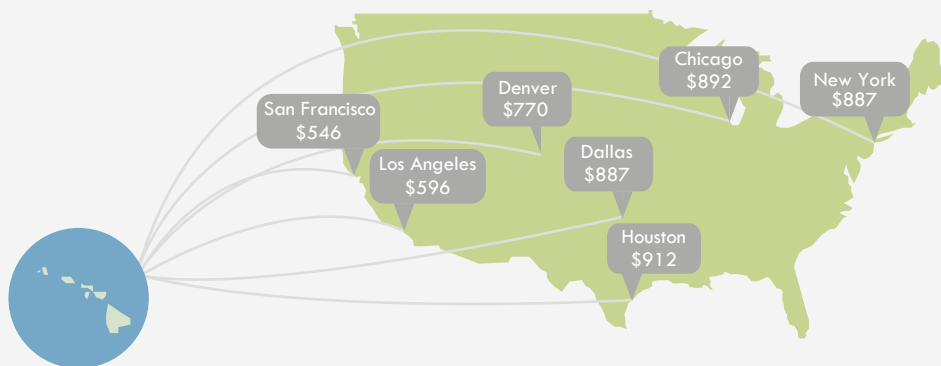 Chicago
$892
New York
$887
Denver
$770
San Francisco
$546
Dallas
$887
Los Angeles
$596
Houston
$912